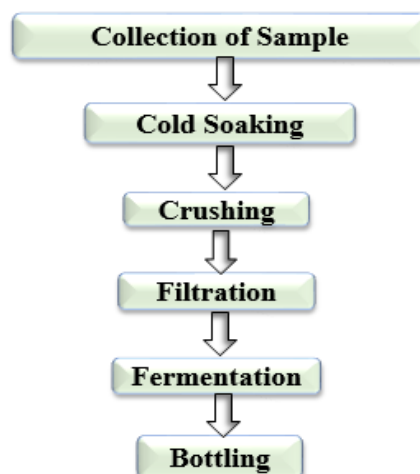 Collection of Sample
Cold Soaking
Crushing
Filtration
Fermentation
Bottling